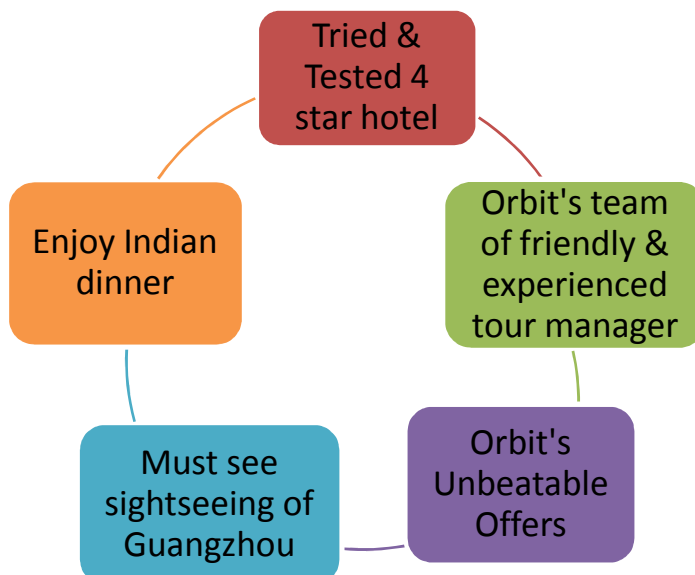 Tried &
Tested 4
star hotel
Orbit's team
of friendly &
experienced
tour manager
Orbit's
Unbeatable
Offers
Must see
sightseeing of
Guangzhou
Enjoy Indian
dinner